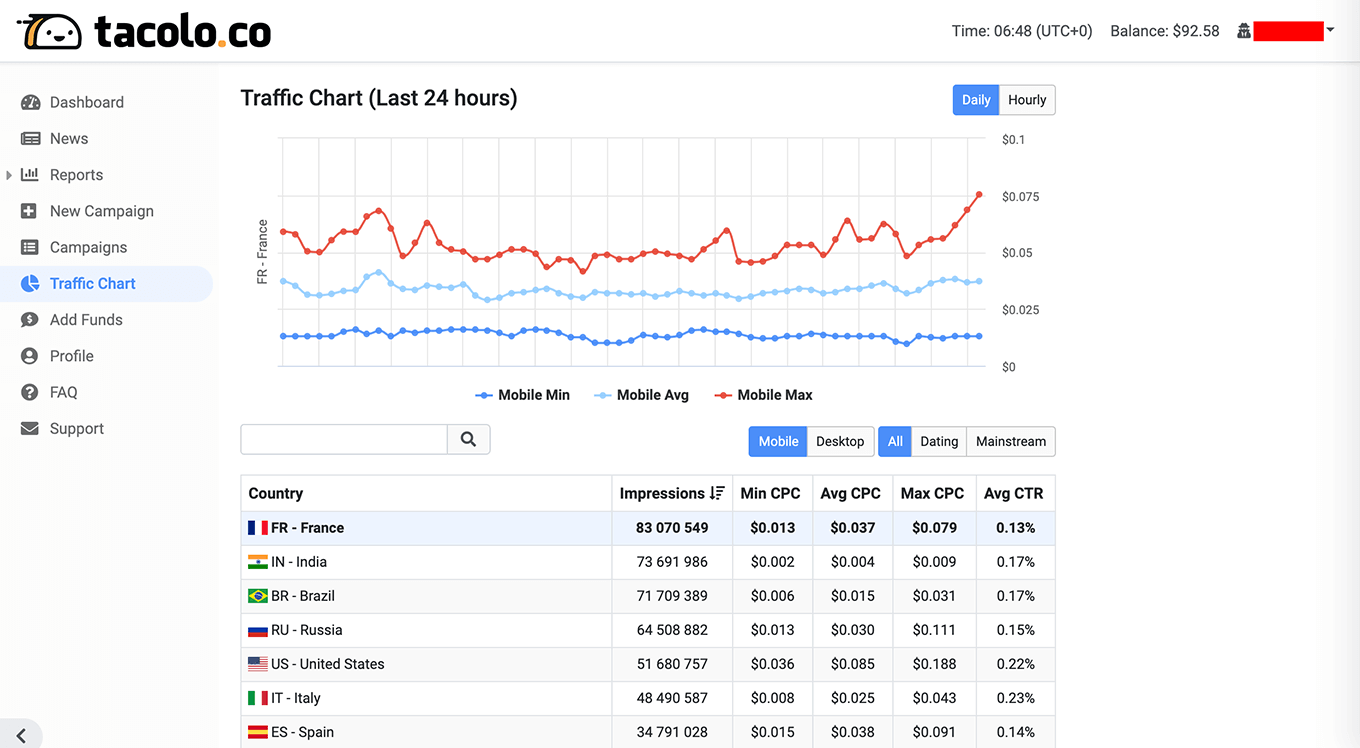 tacolo.co
Time: 06:48 (UTC+0) Balance: $92.58
Dashboard
News
Reports
New Campaign
Campaigns
Traffic Chart
Add Funds
Profile
FAQ
Support
Traffic Chart (Last 24 hours)
Daily Hourly
$0.1
$0.075
$0.05
$0.025
$0
FR - France
Mobile Min Mobile Avg Mobile Max
Mobile Desktop All Dating Mainstream
Country Impressions Min CPC Avg CPC Max CPC Avg CTR
FR - France 83 070 549 $0.013 $0.037 $0.079 0.13%
IN - India 73 691 986 $0.002 $0.004 $0.009 0.17%
BR - Brazil 71 709 389 $0.006 $0.015 $0.031 0.17%
RU - Russia 64 508 882 $0.013 $0.030 $0.111 0.15%
US - United States 51 680 757 $0.036 $0.085 $0.188 0.22%
IT - Italy 48 490 587 $0.008 $0.025 $0.043 0.23%
ES - Spain 34 791 028 $0.015 $0.038 $0.091 0.14%